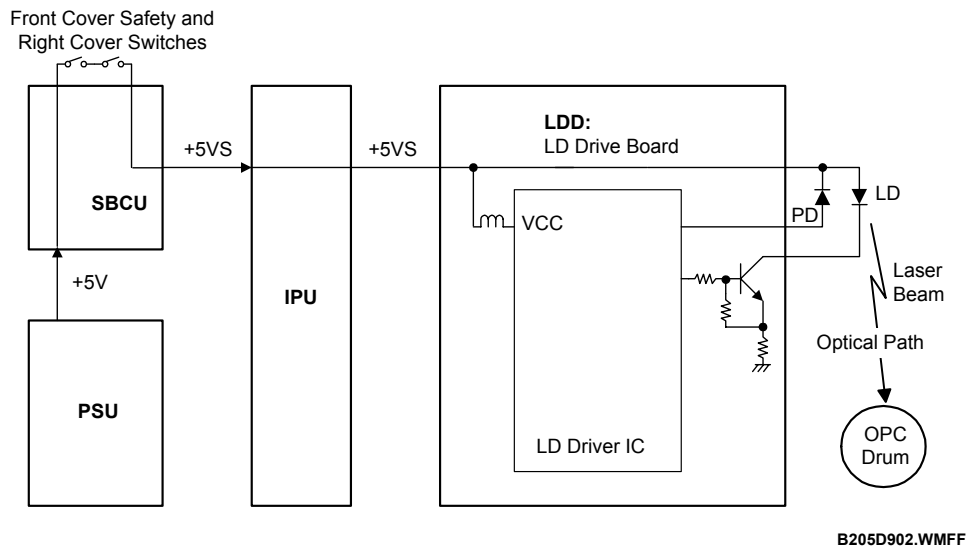 Front Cover Safety and
Right Cover Switches
+5VS
+5VS
LDD:
LD Drive Board
SBCU
VCC
PD
LD
+5V
IPU
Laser
Beam
Optical Path
PSU
LD Driver IC
OPC
Drum
B205D902.WMFF